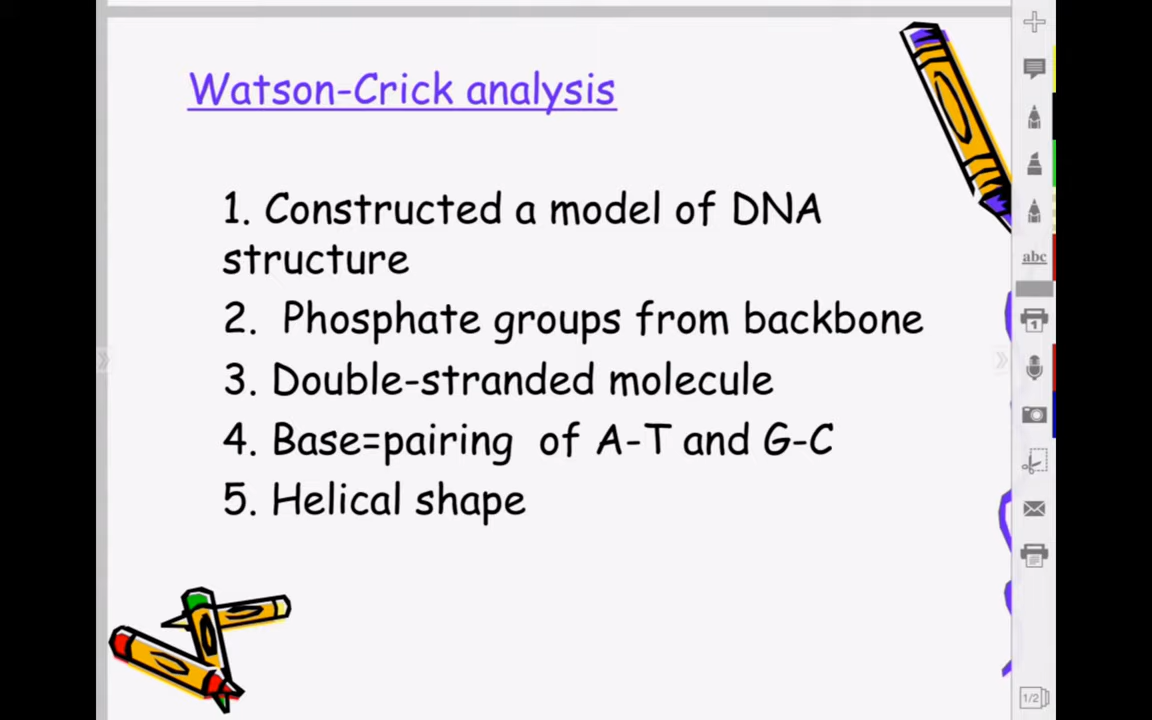 Watson-Crick analysis
1. Constructed a model of DNA
structure
2. Phosphate groups from backbone
3. Double-stranded molecule
4. Base=pairing of A-T and G-C
5. Helical shape
abc
1
1/2